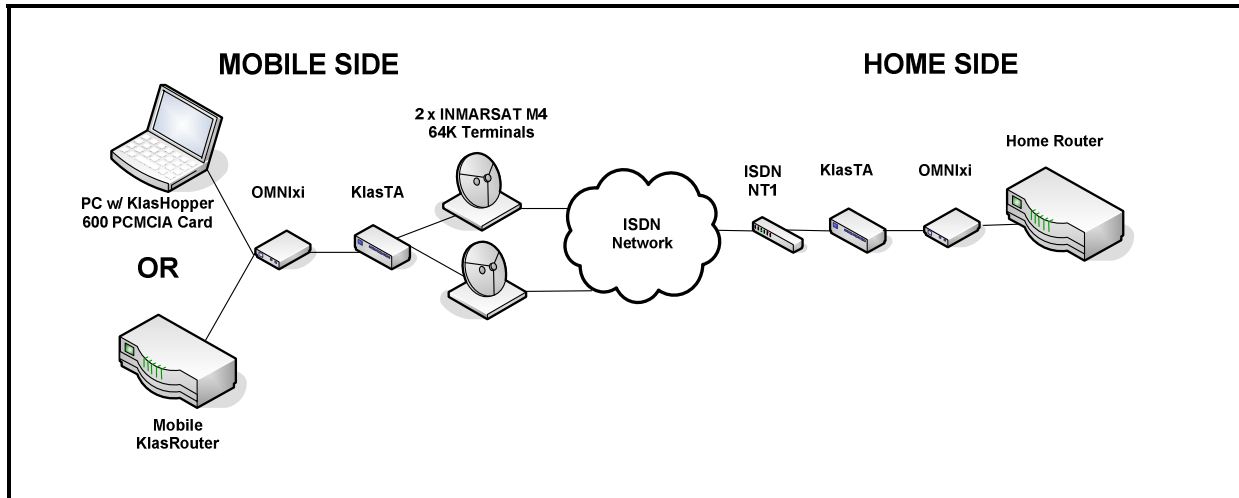 MOBILE SIDE
HOME SIDE
2 x INMARSAT M4
64K Terminals
Home Router
PC w/ KlasHopper
600 PCMCIA Card
OMNIxi
KlasTA
ISDN
Network
ISDN
NT1
KlasTA
OMNIxi
OR
Mobile
KlasRouter